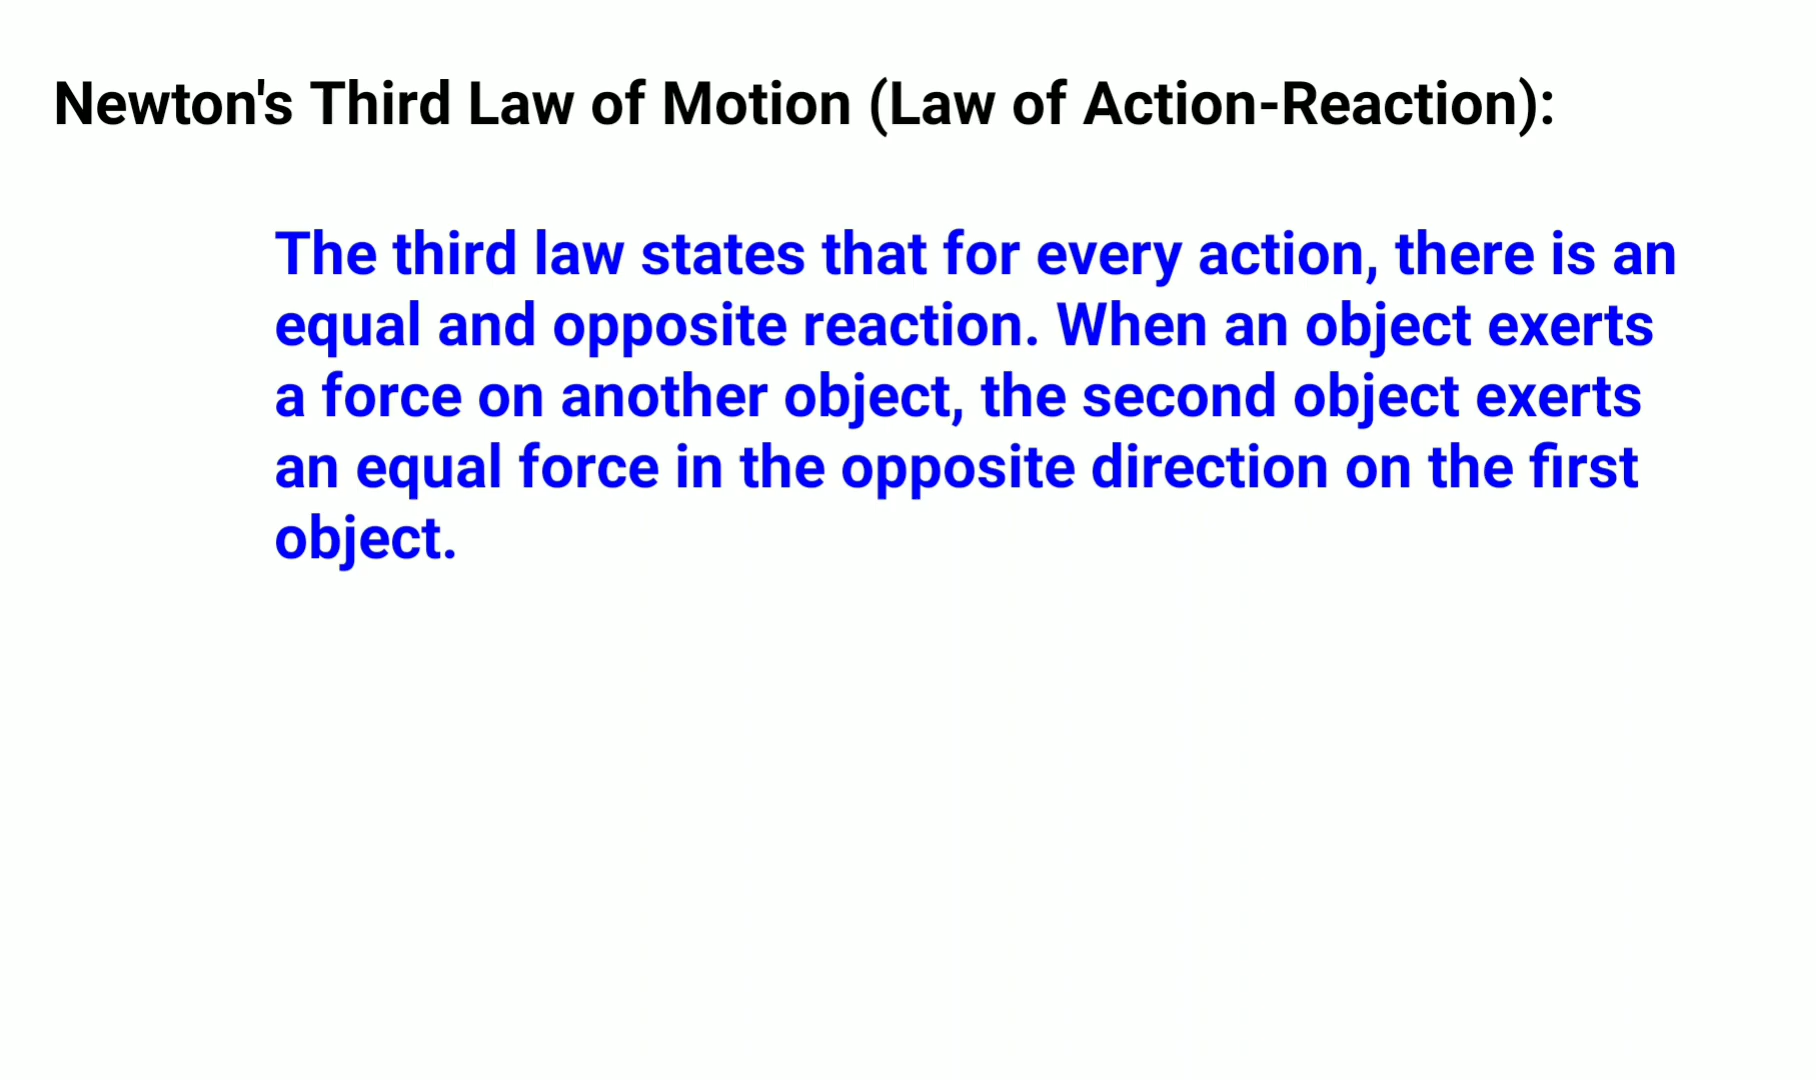 Newton's Third Law of Motion (Law of Action-Reaction):
The third law states that for every action, there is an
equal and opposite reaction. When an object exerts
a force on another object, the second object exerts
an equal force in the opposite direction on the first
object.